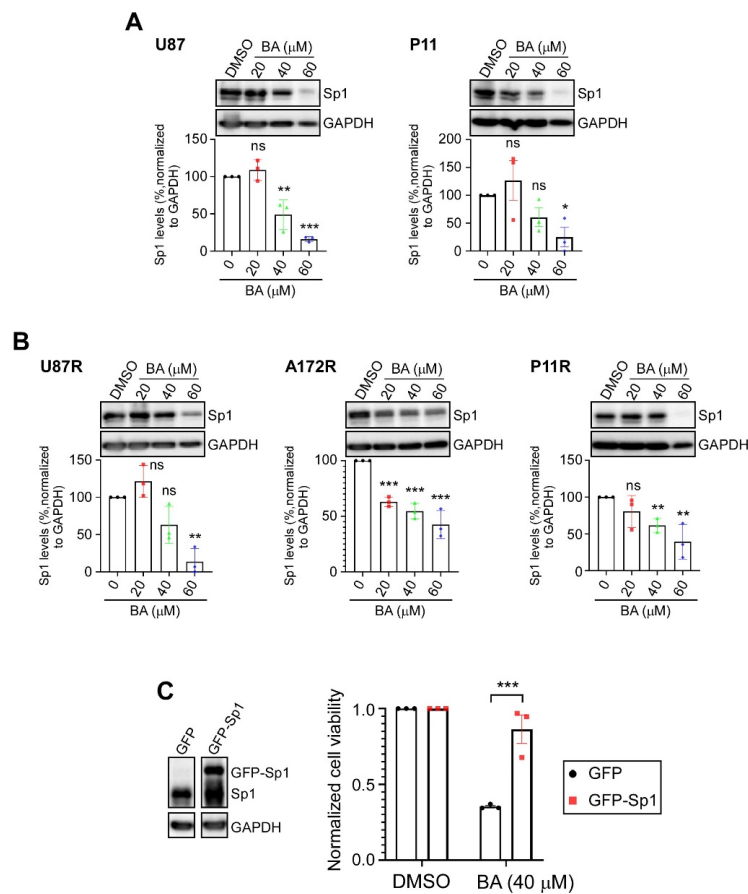 A
U87
BA (μM)
DMSO
20
40
60
Sp1
GAPDH
Sp1 levels (%,normalized
to GAPDH)
150
100
50
0
ns
**
***
0
20
40
60
BA (μM)
P11
BA (μM)
DMSO
20
40
60
Sp1
GAPDH
Sp1 levels (%,normalized
to GAPDH)
200
150
100
50
0
ns
ns
*
0
20
40
60
BA (μM)
B
U87R
BA (μM)
DMSO
20
40
60
Sp1
GAPDH
Sp1 levels (%,normalized
to GAPDH)
150
100
50
0
ns
ns
**
0
20
40
60
BA (μM)
A172R
BA (μM)
DMSO
20
40
60
Sp1
GAPDH
Sp1 levels (%,normalized
to GAPDH)
100
50
0
***
***
***
0
20
40
60
BA (μM)
P11R
BA (μM)
DMSO
20
40
60
Sp1
GAPDH
Sp1 levels (%,normalized
to GAPDH)
150
100
50
0
ns
**
**
0
20
40
60
BA (μM)
C
GFP
GFP-Sp1
GFP-Sp1
Sp1
GAPDH
Normalized cell viability
1.0
0.5
0.0
***
DMSO
BA (40 μM)
GFP
GFP-Sp1